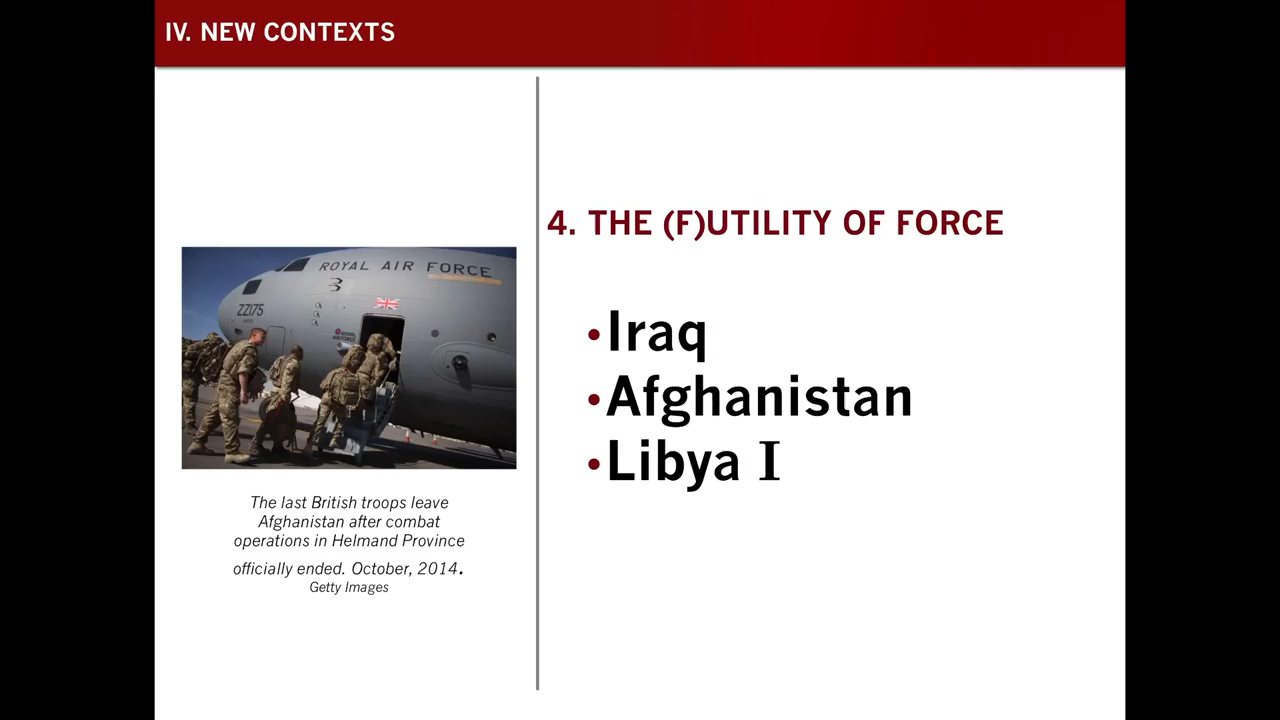 IV. NEW CONTEXTS
4. THE (F)UTILITY OF FORCE
•Iraq
•Afghanistan
•Libya I
ROYAL AIR FORCE
3
ZZ175
The last British troops leave
Afghanistan after combat
operations in Helmand Province
officially ended. October, 2014.
Getty Images